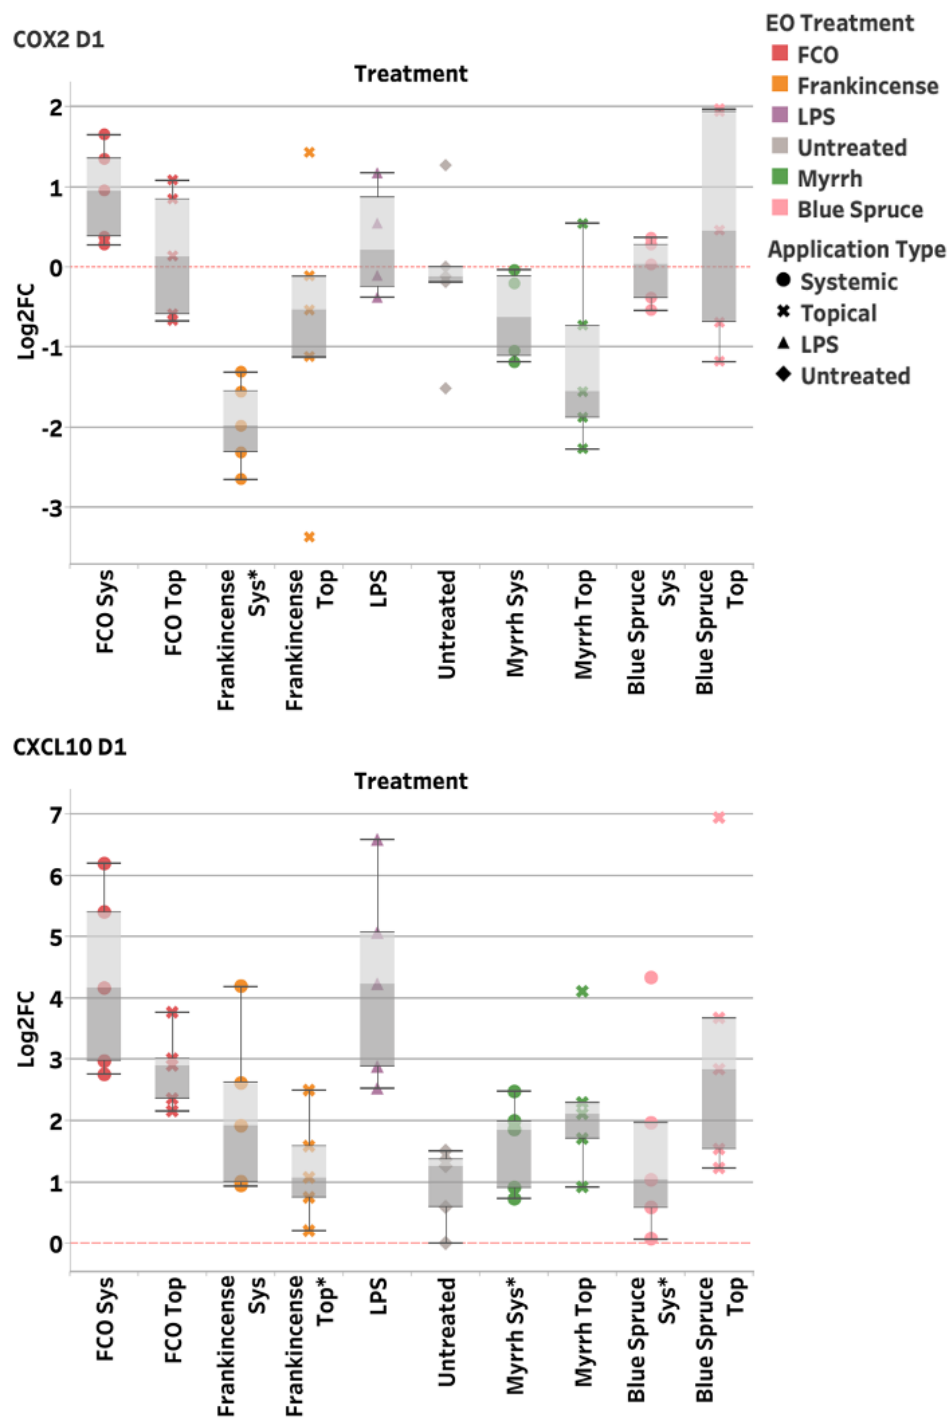 COX2 D1
Treatment
2
1
0
-1
-2
-3
Log2FC
FCO Sys
FCO Top
Frankincense
Sys*
Frankincense
Top
LPS
Untreated
Myrrh Sys
Myrrh Top
Blue Spruce
Sys
Blue Spruce
Top
EO Treatment
FCO
Frankincense
LPS
Untreated
Myrrh
Blue Spruce
Application Type
Systemic
Topical
LPS
Untreated
CXCL10 D1
Treatment
7
6
5
4
3
2
1
0
Log2FC
FCO Sys
FCO Top
Frankincense
Sys
Frankincense
Top*
LPS
Untreated
Myrrh Sys*
Myrrh Top
Blue Spruce
Sys*
Blue Spruce
Top